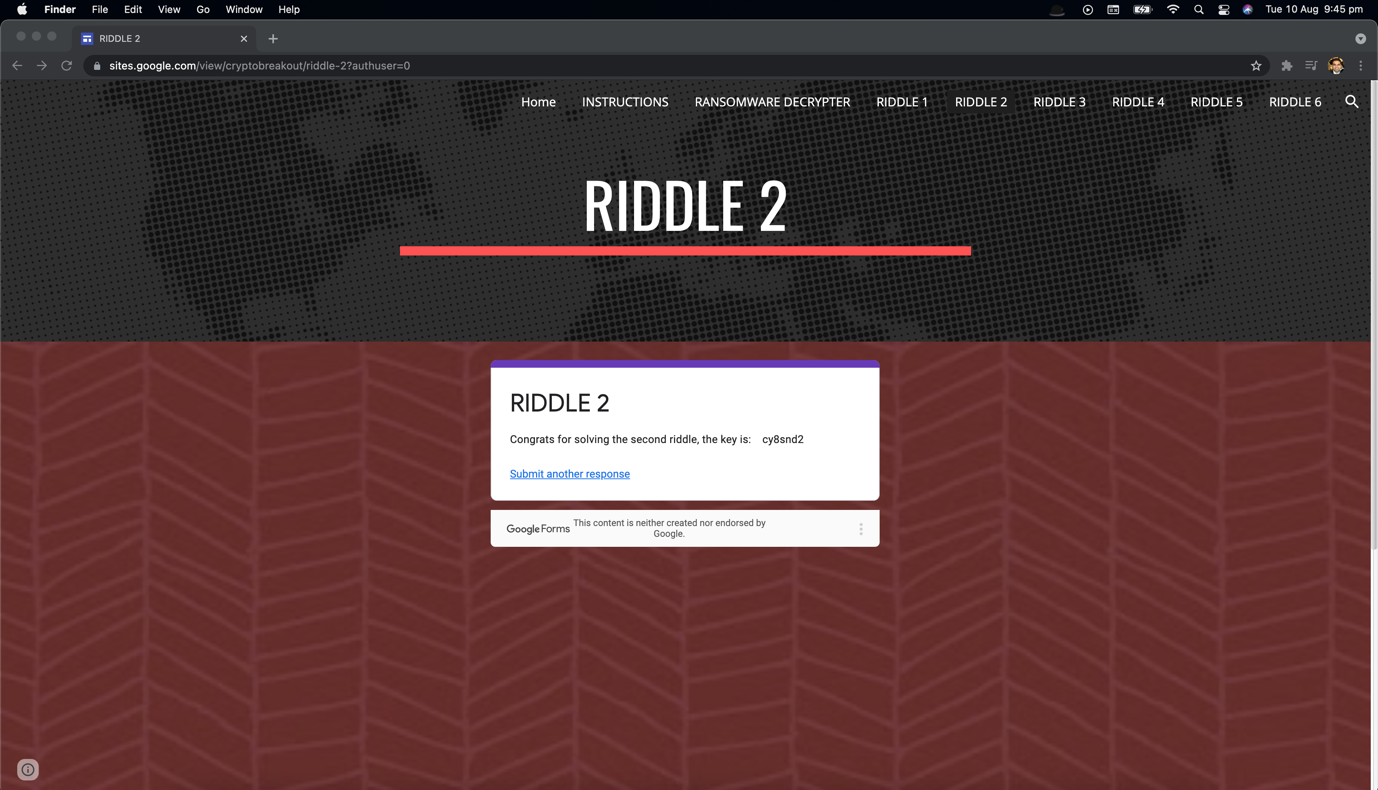 Finder File Edit View Go Window Help Tue 10 Aug 9:45 pm
RIDDLE 2
sites.google.com/view/cryptobreakout/riddle-2?authuser=0
Home INSTRUCTIONS RANSOMWARE DECRYPTER RIDDLE 1 RIDDLE 2 RIDDLE 3 RIDDLE 4 RIDDLE 5 RIDDLE 6
RIDDLE 2
RIDDLE 2
Congrats for solving the second riddle, the key is: cy8snd2
Submit another response
Google Forms This content is neither created nor endorsed by
Google.